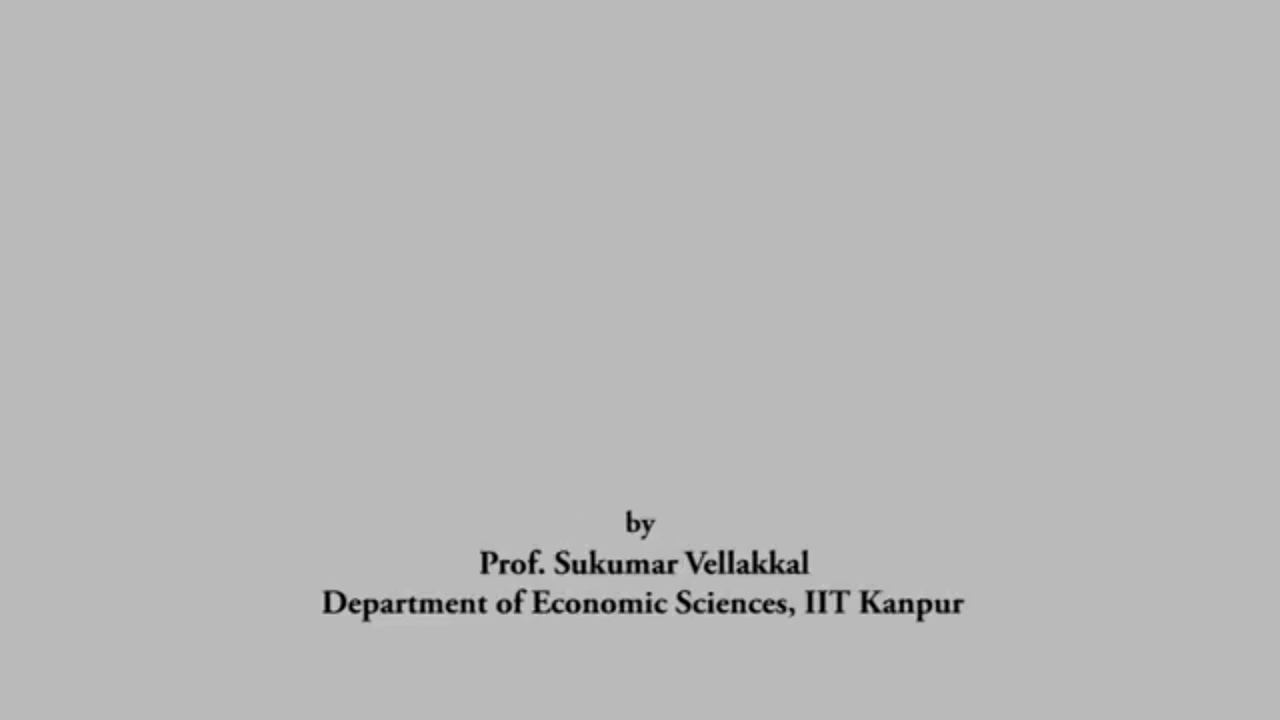 by
Prof. Sukumar Vellakkal
Department of Economic Sciences, IIT Kanpur